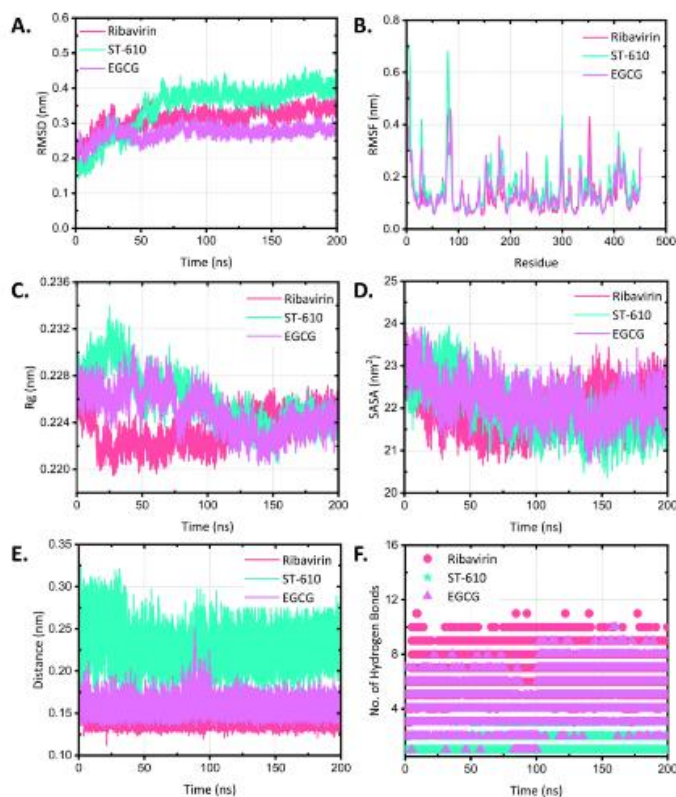 A.
Ribavirin
ST-610
EGCG
RMSD (nm)
0.6
0.5
0.4
0.3
0.2
0.1
0.0
0 50 100 150 200
Time (ns)
B.
Ribavirin
ST-610
EGCG
RMSF (nm)
0.8
0.6
0.4
0.2
0.0
0 100 200 300 400 500
Residue
C.
Ribavirin
ST-610
EGCG
Rg (nm)
0.236
0.232
0.228
0.224
0.220
0 50 100 150 200
Time (ns)
D.
Ribavirin
ST-610
EGCG
SASA (nm²)
25
24
23
22
21
20
0 50 100 150 200
Time (ns)
E.
Ribavirin
ST-610
EGCG
Distance (nm)
0.35
0.30
0.25
0.20
0.15
0.10
0 50 100 150 200
Time (ns)
F.
Ribavirin
ST-610
EGCG
No. of Hydrogen Bonds
16
12
8
4
0 50 100 150 200
Time (ns)